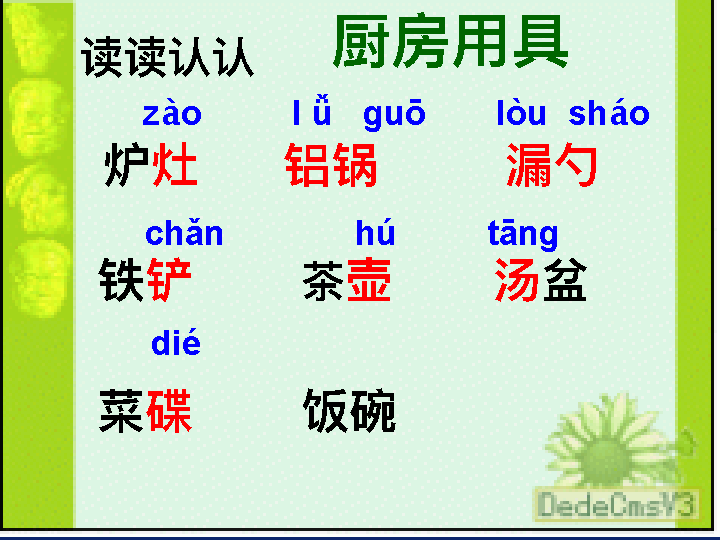 读读认认 厨房用具
zào lǚ guō lòu sháo
炉灶 铝锅 漏勺
chǎn hú tāng
铁铲 茶壶 汤盆
dié
菜碟 饭碗
DedeCmsV3